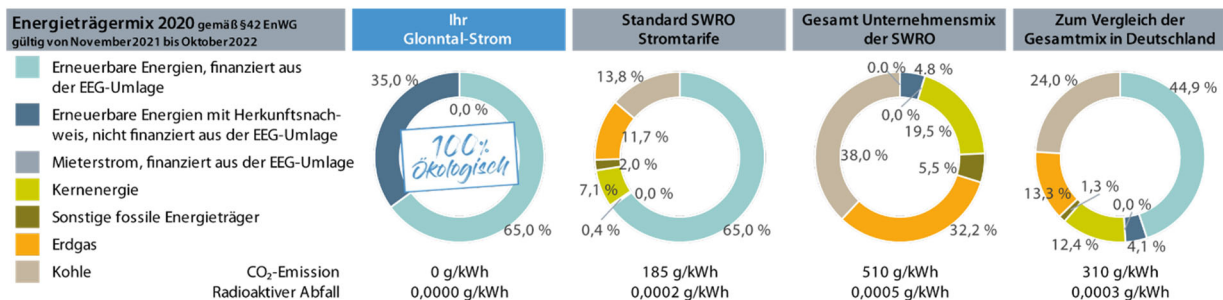 Energieträgermix 2020 gemäß §42 EnWG
gültig von November 2021 bis Oktober 2022
Erneuerbare Energien, finanziert aus
der EEG-Umlage
Erneuerbare Energien mit Herkunftsnach-
weis, nicht finanziert aus der EEG-Umlage
Mieterstrom, finanziert aus der EEG-Umlage
Kernenergie
Sonstige fossile Energieträger
Erdgas
Kohle
CO₂-Emission
Radioaktiver Abfall
Ihr
Glonntal-Strom
35,0 %
0,0 %
100%
Ökologisch
65,0 %
0 g/kWh
0,0000 g/kWh
Standard SWRO
Stromtarife
13,8 %
11,7 %
2,0 %
7,1 %
0,0 %
0,4 %
65,0 %
185 g/kWh
0,0002 g/kWh
Gesamt Unternehmensmix
der SWRO
0.0 %
4.8 %
0,0 %
19,5 %
38,0 %
5,5 %
32,2 %
510 g/kWh
0,0005 g/kWh
Zum Vergleich der
Gesamtmix in Deutschland
24,0 %
44,9 %
13,3 %
1,3 %
0,0 %
12,4 %
4,1 %
310 g/kWh
0,0003 g/kWh